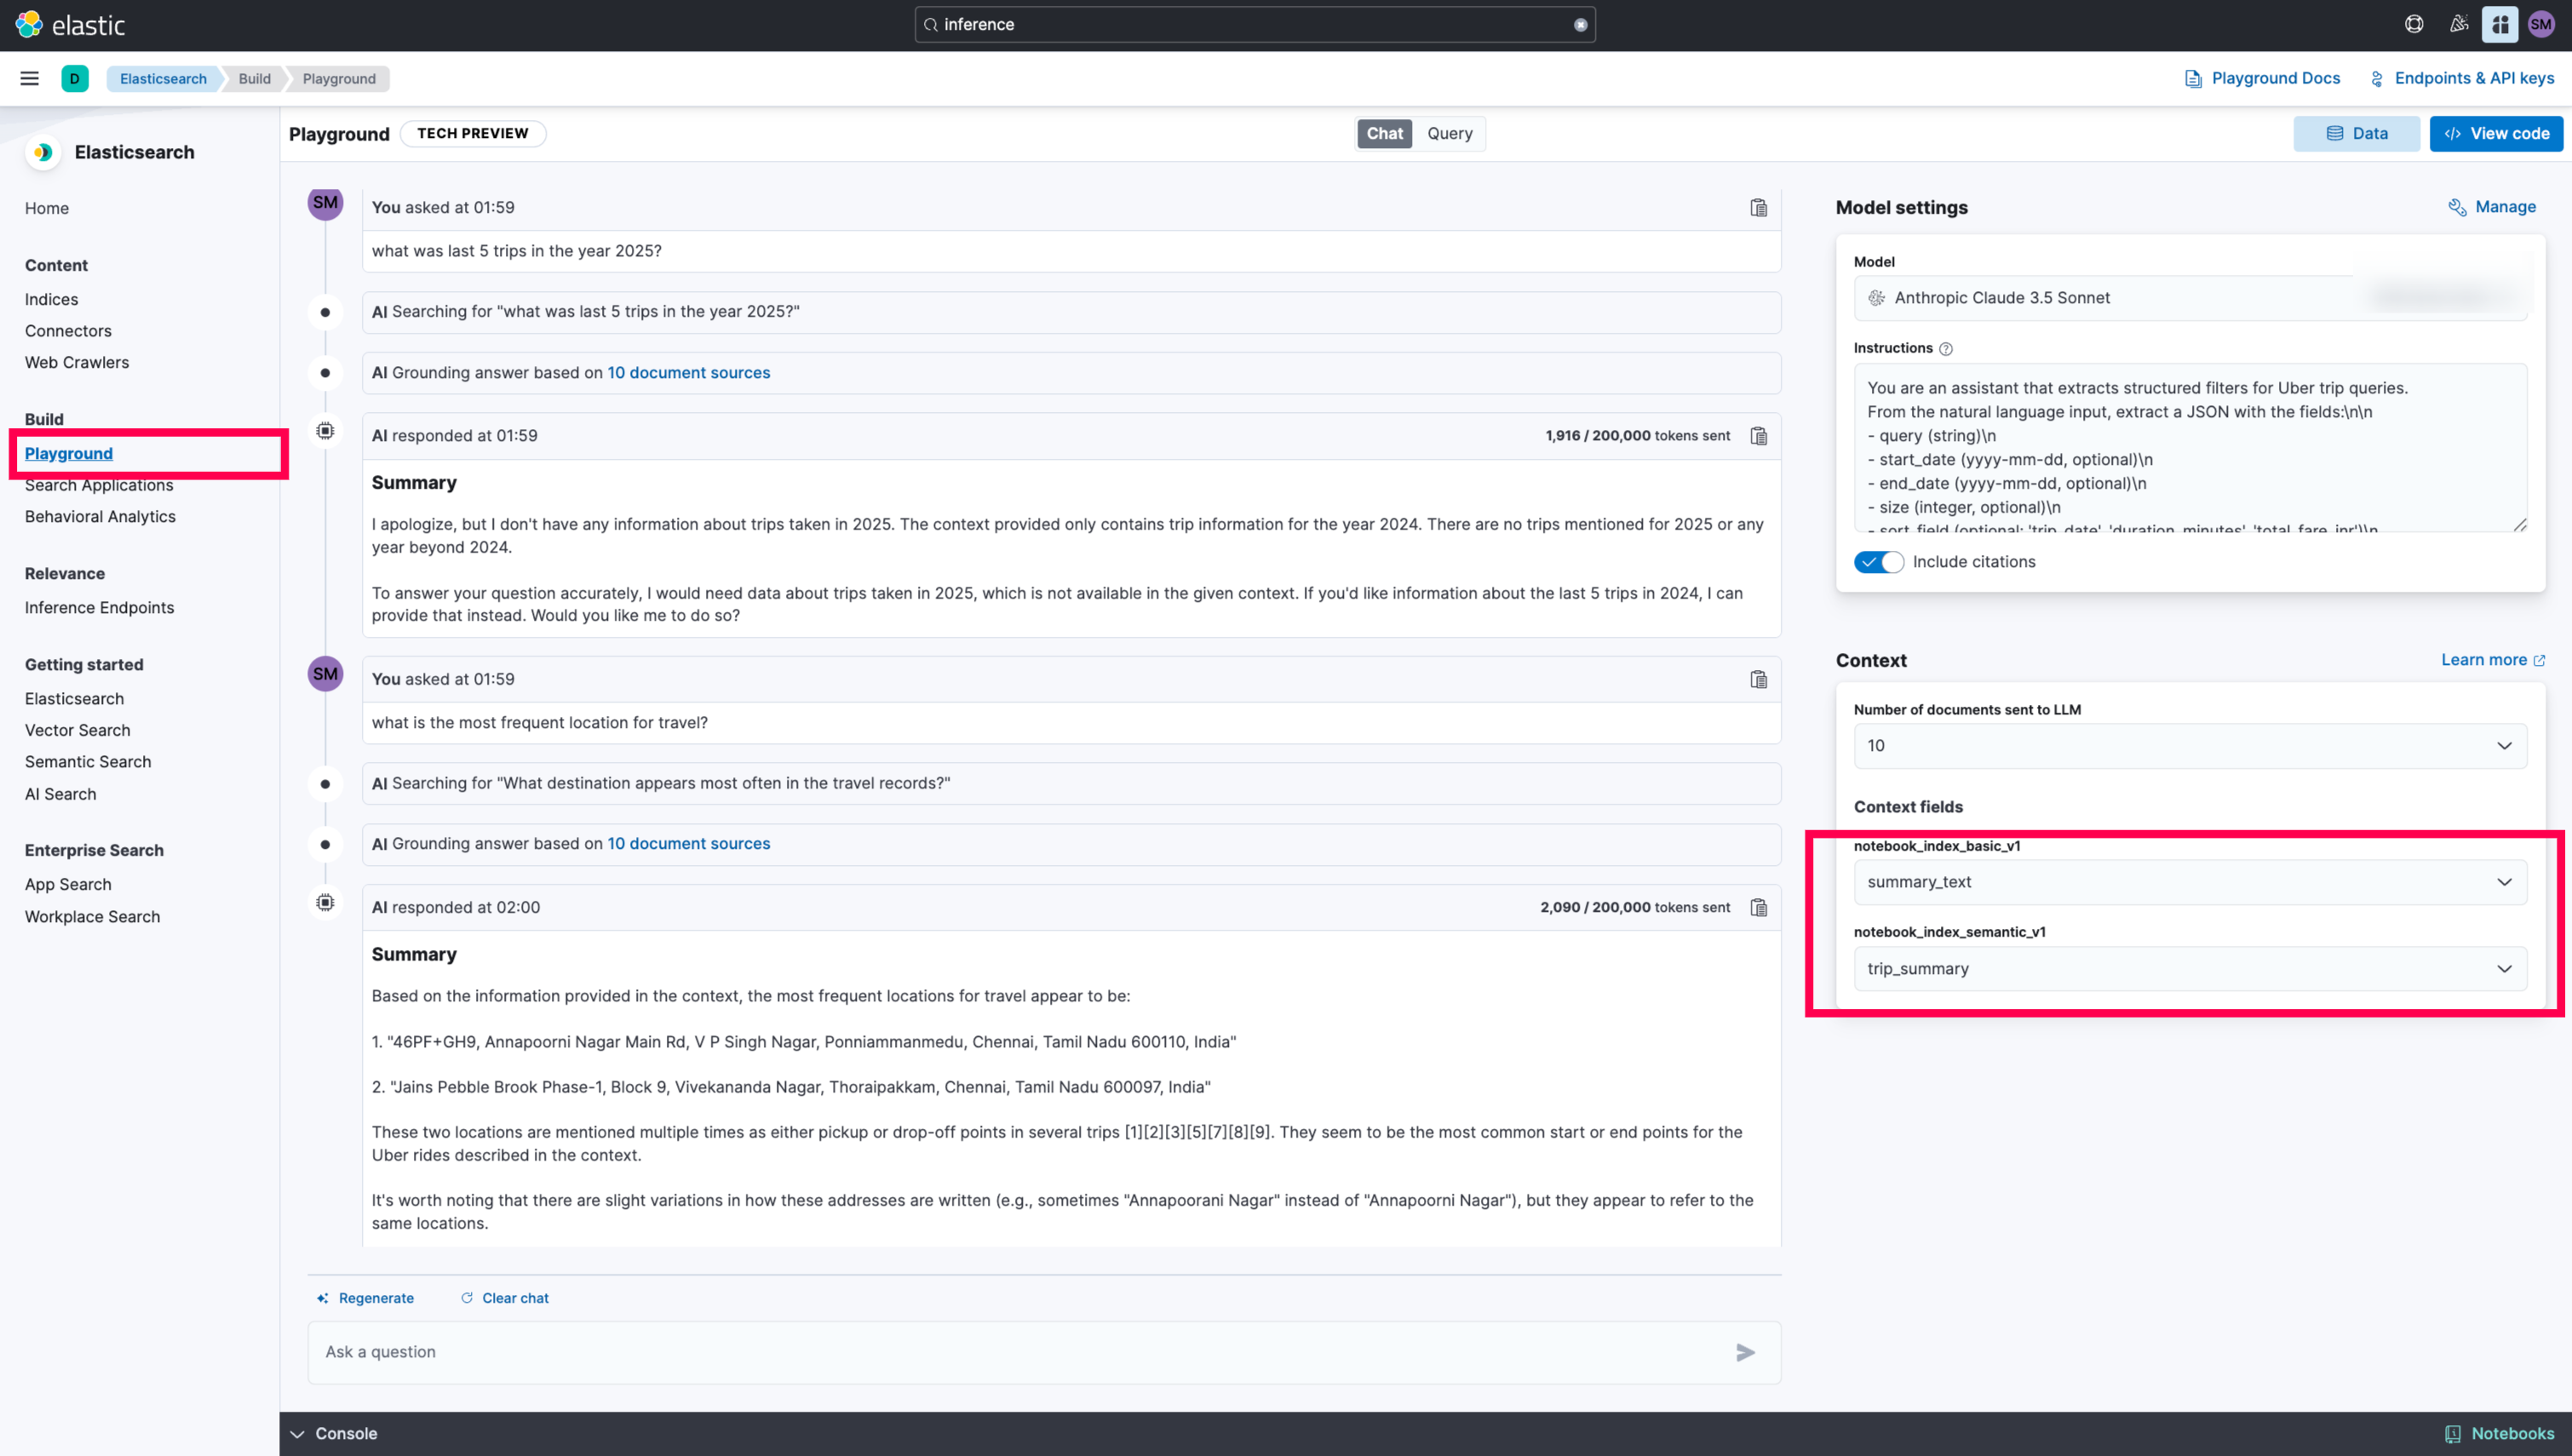 elastic
inference
SM
D
Elasticsearch
Build
Playground
Playground Docs
Endpoints & API keys
Elasticsearch
Home
Content
Indices
Connectors
Web Crawlers
Build
Playground
Search Applications
Behavioral Analytics
Relevance
Inference Endpoints
Getting started
Elasticsearch
Vector Search
Semantic Search
AI Search
Enterprise Search
App Search
Workplace Search
Playground
TECH PREVIEW
Chat
Query
Data
View code
SM
You asked at 01:59
what was last 5 trips in the year 2025?
AI Searching for "what was last 5 trips in the year 2025?"
AI Grounding answer based on 10 document sources
AI responded at 01:59
1,916 / 200,000 tokens sent
Summary
I apologize, but I don't have any information about trips taken in 2025. The context provided only contains trip information for the year 2024. There are no trips mentioned for 2025 or any
year beyond 2024.
To answer your question accurately, I would need data about trips taken in 2025, which is not available in the given context. If you'd like information about the last 5 trips in 2024, I can
provide that instead. Would you like me to do so?
SM
You asked at 01:59
what is the most frequent location for travel?
AI Searching for "What destination appears most often in the travel records?"
AI Grounding answer based on 10 document sources
AI responded at 02:00
2,090 / 200,000 tokens sent
Summary
Based on the information provided in the context, the most frequent locations for travel appear to be:
1. "46PF+GH9, Annapoorni Nagar Main Rd, V P Singh Nagar, Ponniammanmedu, Chennai, Tamil Nadu 600110, India"
2. "Jains Pebble Brook Phase-1, Block 9, Vivekananda Nagar, Thoraipakkam, Chennai, Tamil Nadu 600097, India"
These two locations are mentioned multiple times as either pickup or drop-off points in several trips [1][2][3][5][7][8][9]. They seem to be the most common start or end points for the
Uber rides described in the context.
It's worth noting that there are slight variations in how these addresses are written (e.g., sometimes "Annapoorani Nagar" instead of "Annapoorni Nagar"), but they appear to refer to the
same locations.
Regenerate
Clear chat
Ask a question
Model settings
Manage
Model
Anthropic Claude 3.5 Sonnet
Instructions
You are an assistant that extracts structured filters for Uber trip queries.
From the natural language input, extract a JSON with the fields:\n\n
- query (string)\n
- start_date (yyyy-mm-dd, optional)\n
- end_date (yyyy-mm-dd, optional)\n
- size (integer, optional)\n
- sort_field (optional: 'trip_date', 'duration_minutes', 'total_fare_inr')\n
Include citations
Context
Learn more
Number of documents sent to LLM
10
Context fields
notebook_index_basic_v1
summary_text
notebook_index_semantic_v1
trip_summary
Console
Notebooks